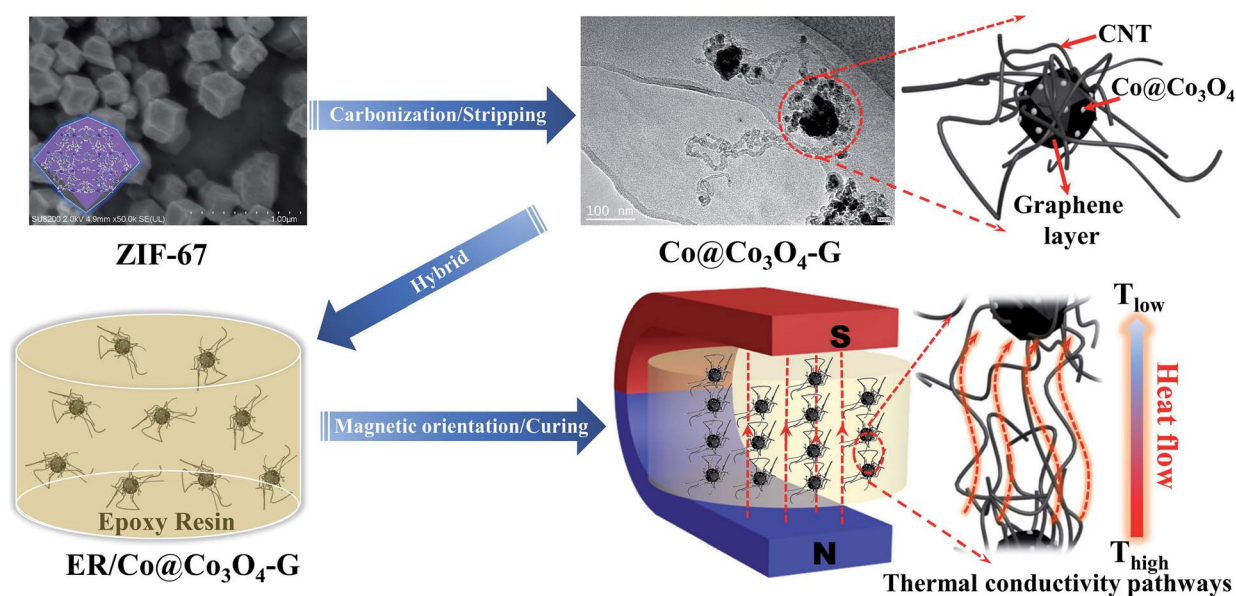 SU8200 2.0kV 4.9mm x50.0k SE(UL)
1.00μm
ZIF-67
Carbonization/Stripping
100 nm
Co@Co₃O₄-G
CNT
Co@Co₃O₄
Graphene
layer
Hybrid
Epoxy Resin
ER/Co@Co₃O₄-G
Magnetic orientation/Curing
S
N
T_low
Heat flow
T_high
Thermal conductivity pathways